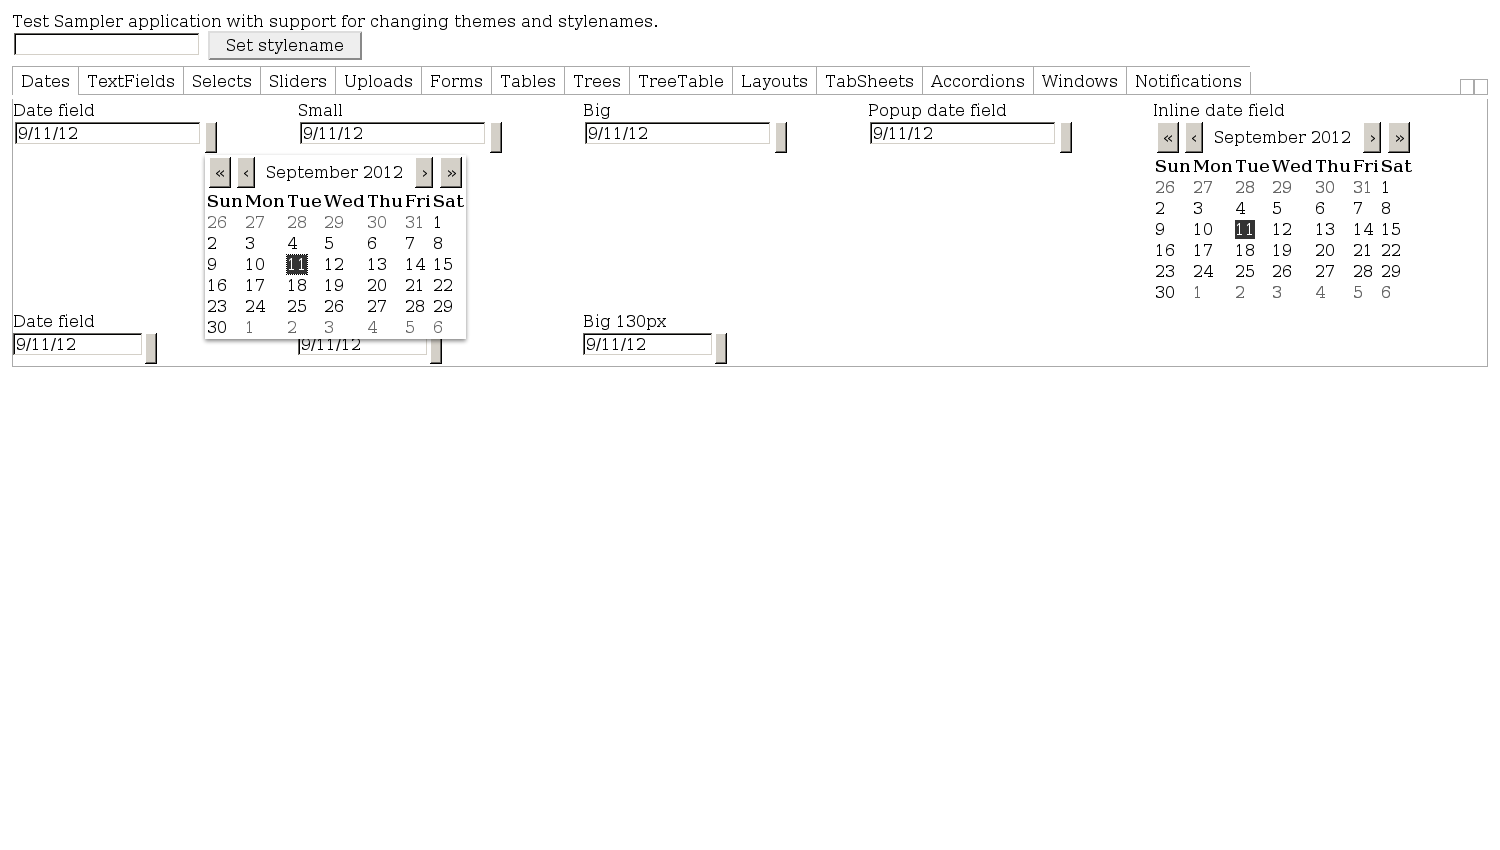 Test Sampler application with support for changing themes and stylenames.
Set stylename
Dates TextFields Selects Sliders Uploads Forms Tables Trees TreeTable Layouts TabSheets Accordions Windows Notifications
Date field Small Big Popup date field Inline date field
9/11/12 9/11/12 9/11/12 9/11/12
« ‹ September 2012 › »
Sun Mon Tue Wed Thu Fri Sat
26 27 28 29 30 31 1
2 3 4 5 6 7 8
9 10 11 12 13 14 15
16 17 18 19 20 21 22
23 24 25 26 27 28 29
30 1 2 3 4 5 6
« ‹ September 2012 › »
Sun Mon Tue Wed Thu Fri Sat
26 27 28 29 30 31 1
2 3 4 5 6 7 8
9 10 11 12 13 14 15
16 17 18 19 20 21 22
23 24 25 26 27 28 29
30 1 2 3 4 5 6
Date field Big 130px
9/11/12 9/11/12 9/11/12